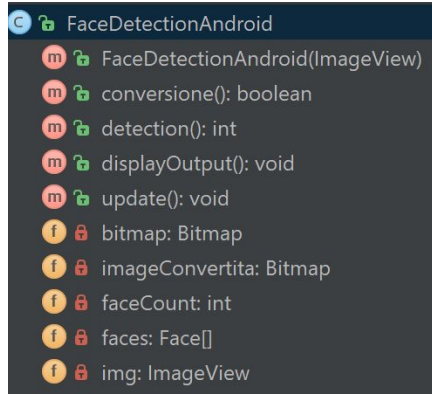 C FaceDetectionAndroid
m FaceDetectionAndroid(ImageView)
m conversione(): boolean
m detection(): int
m displayOutput(): void
m update(): void
f bitmap: Bitmap
f imageConvertita: Bitmap
f faceCount: int
f faces: Face[]
f img: ImageView